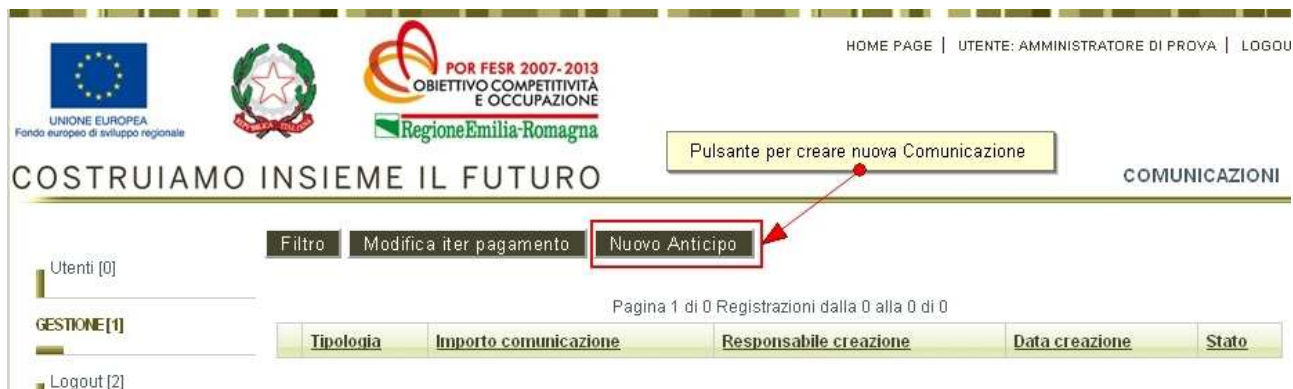 HOME PAGE | UTENTE: AMMINISTRATORE DI PROVA | LOGOU
POR FESR 2007-2013
OBIETTIVO COMPETITIVITÀ
E OCCUPAZIONE
UNIONE EUROPEA
Fondo europeo di sviluppo regionale
REPVBBLICA ITALIANA
RegioneEmilia-Romagna
Pulsante per creare nuova Comunicazione
COSTRUIAMO INSIEME IL FUTURO
COMUNICAZIONI
Filtro Modifica iter pagamento Nuovo Anticipo
Utenti [0]
GESTIONE [1]
Logout [2]
Pagina 1 di 0 Registrazioni dalla 0 alla 0 di 0
Tipologia Importo comunicazione Responsabile creazione Data creazione Stato